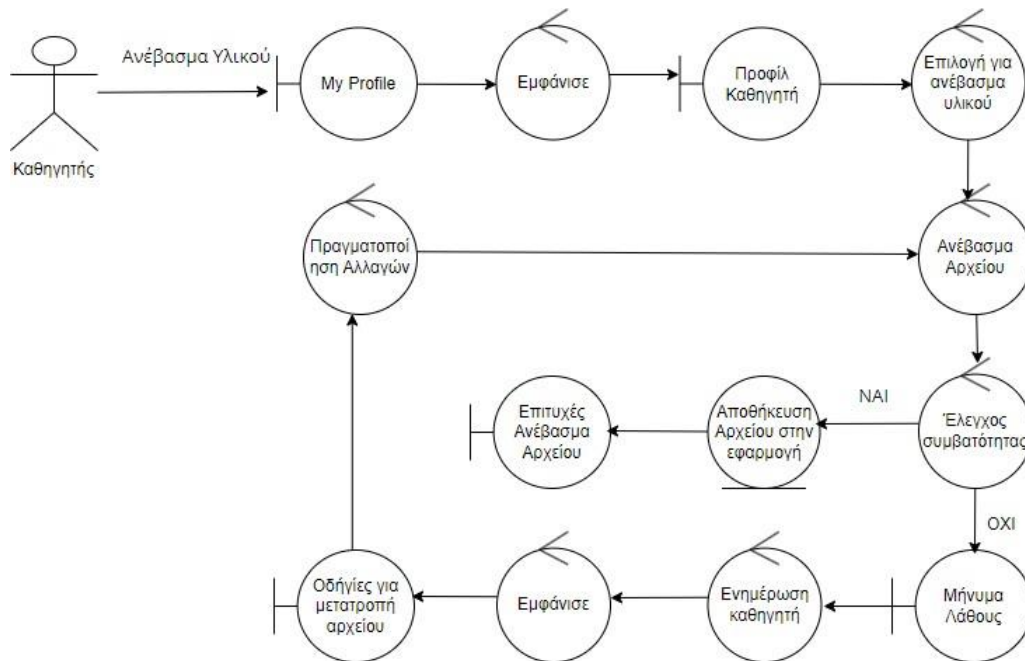 Ανέβασμα Υλικού
My Profile
Εμφάνισε
Προφίλ
Καθηγητή
Επιλογή για
ανέβασμα
υλικού
Καθηγητής
Πραγματοποί
ηση Αλλαγών
Ανέβασμα
Αρχείου
Επιτυχές
Ανέβασμα
Αρχείου
Αποθήκευση
Αρχείου στην
εφαρμογή
ΝΑΙ
Έλεγχος
συμβατότητας
ΟΧΙ
Οδήγίες για
μετατροπή
αρχείου
Εμφάνισε
Ενημέρωση
καθηγητή
Μήνυμα
Λάθους